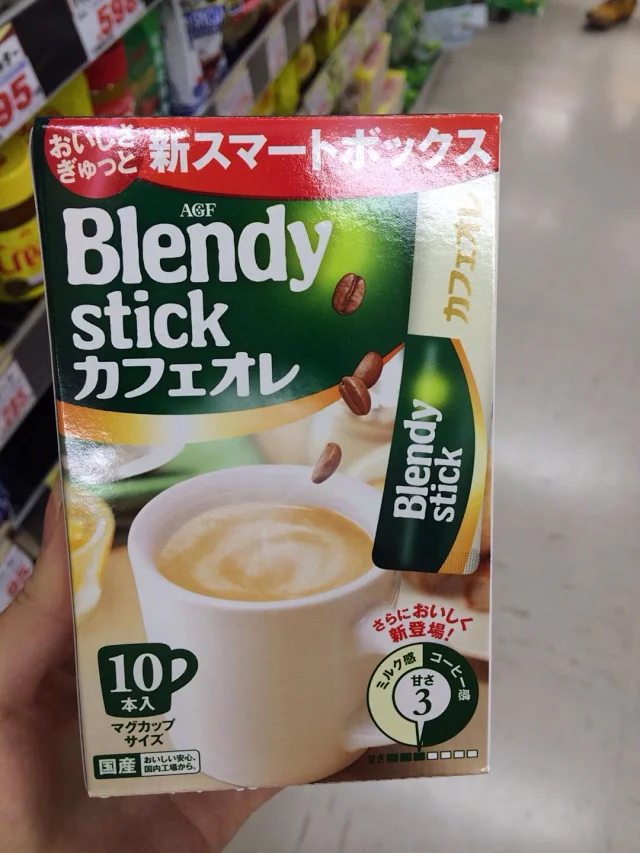 598
95
おいしさ
ぎゅっと
新スマートボックス
AGF
Blendy
stick
カフェオレ
カフェオレ
Blendy
stick
さらにおいしく
新登場!
ミルク感
コーヒー感
甘さ
3
甘さ
10
本入
マグカップ
サイズ
国産
おいしい安心、
国内工場から。